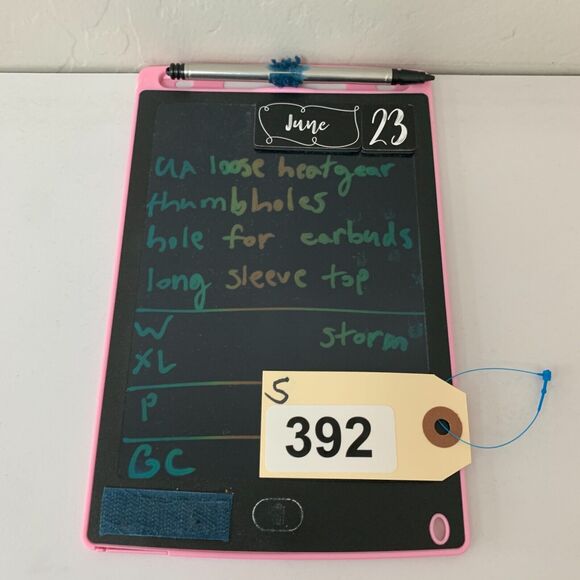 June 23
UA loose heatgear
thumbholes
hole for earbuds
long sleeve top
W storm
XL
P
GC
S
392